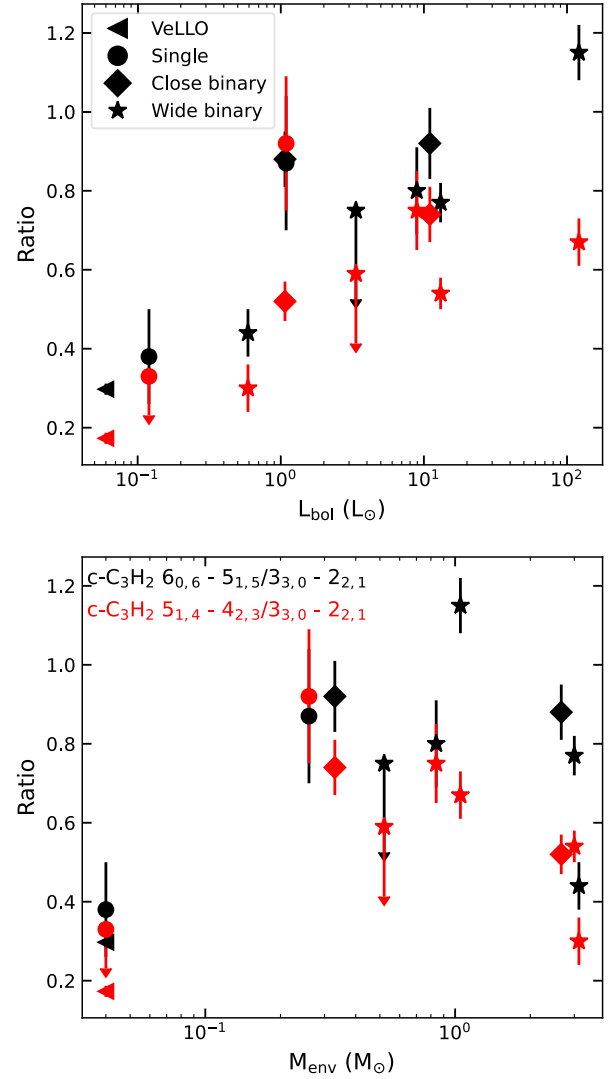 VeLLO
Single
Close binary
Wide binary
1.2
1.0
0.8
0.6
0.4
0.2
Ratio
10⁻¹ 10⁰ 10¹ 10²
L_bol (L_⊙)
c-C₃H₂ 6₀,₆ - 5₁,₅/3₃,₀ - 2₂,₁
c-C₃H₂ 5₁,₄ - 4₂,₃/3₃,₀ - 2₂,₁
1.2
1.0
0.8
0.6
0.4
0.2
Ratio
10⁻¹ 10⁰
M_env (M_⊙)